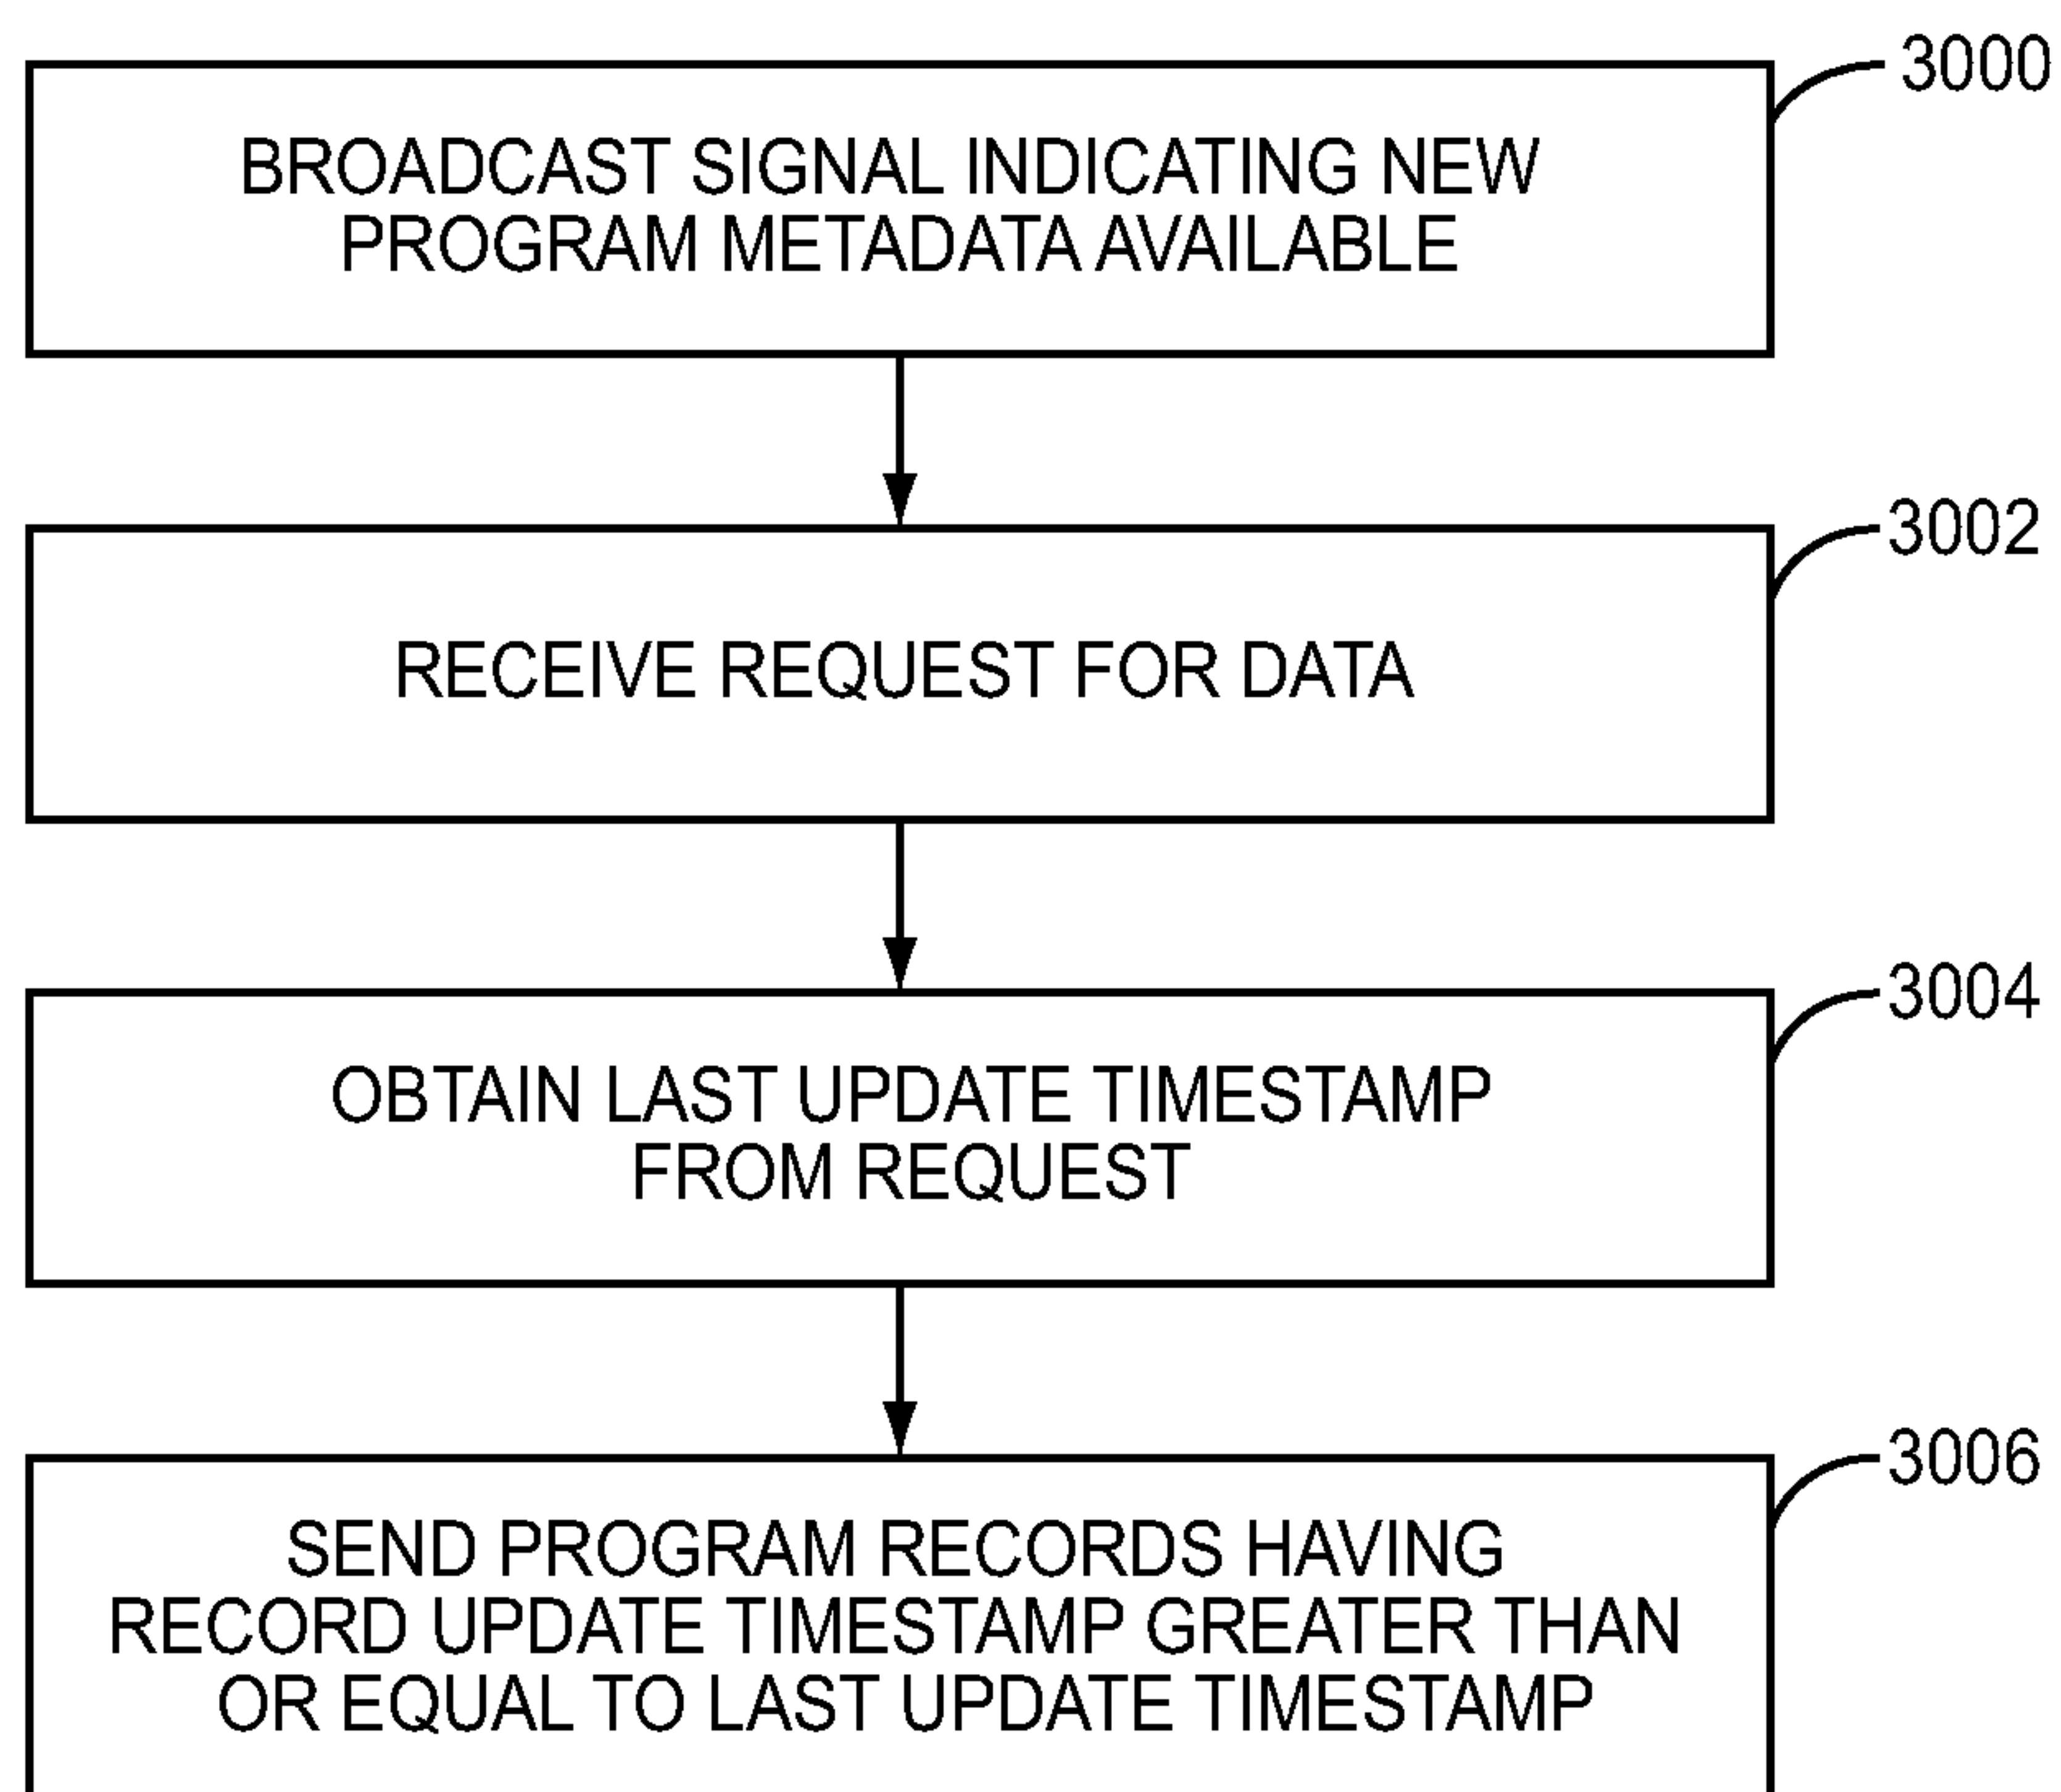 3000
BROADCAST SIGNAL INDICATING NEW
PROGRAM METADATA AVAILABLE
3002
RECEIVE REQUEST FOR DATA
3004
OBTAIN LAST UPDATE TIMESTAMP
FROM REQUEST
3006
SEND PROGRAM RECORDS HAVING
RECORD UPDATE TIMESTAMP GREATER THAN
OR EQUAL TO LAST UPDATE TIMESTAMP